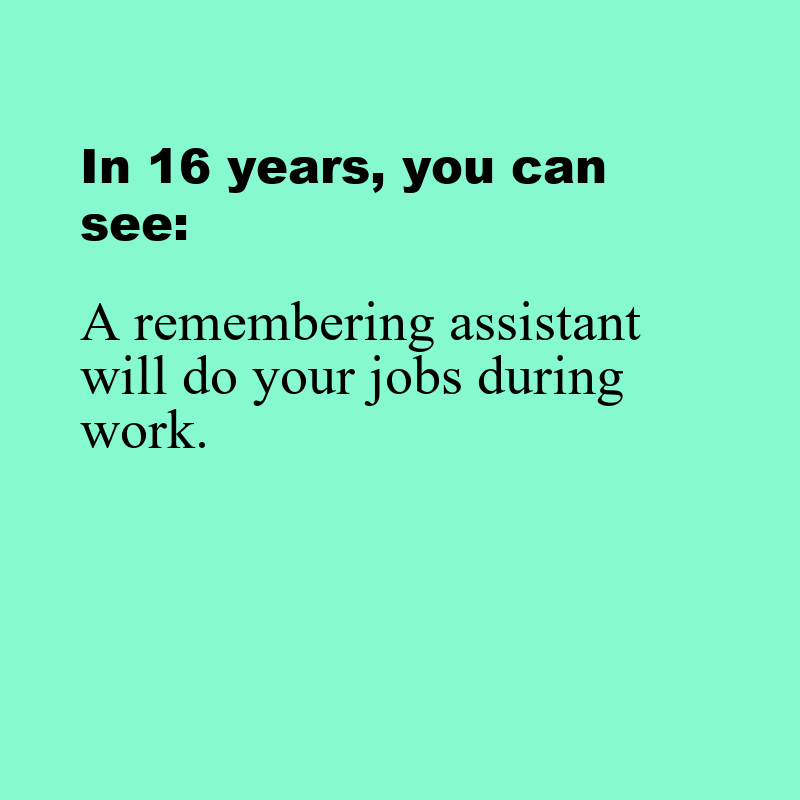 In 16 years, you can
see:
A remembering assistant
will do your jobs during
work.